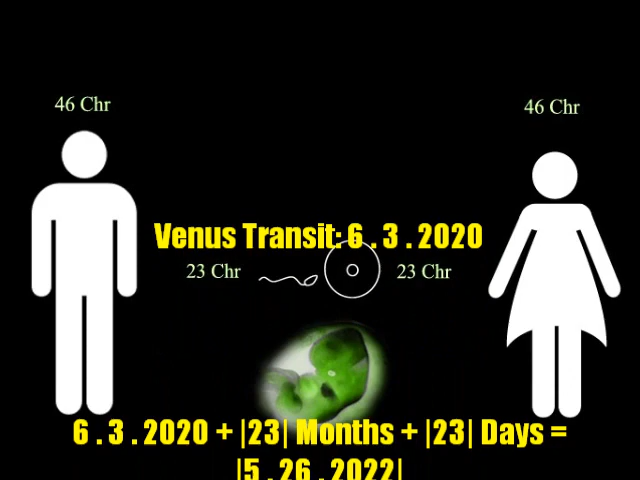 46 Chr
46 Chr
Venus Transit: 6 . 3 . 2020
23 Chr
23 Chr
6 . 3 . 2020 + |23| Months + |23| Days =
|5 . 26 . 2022|